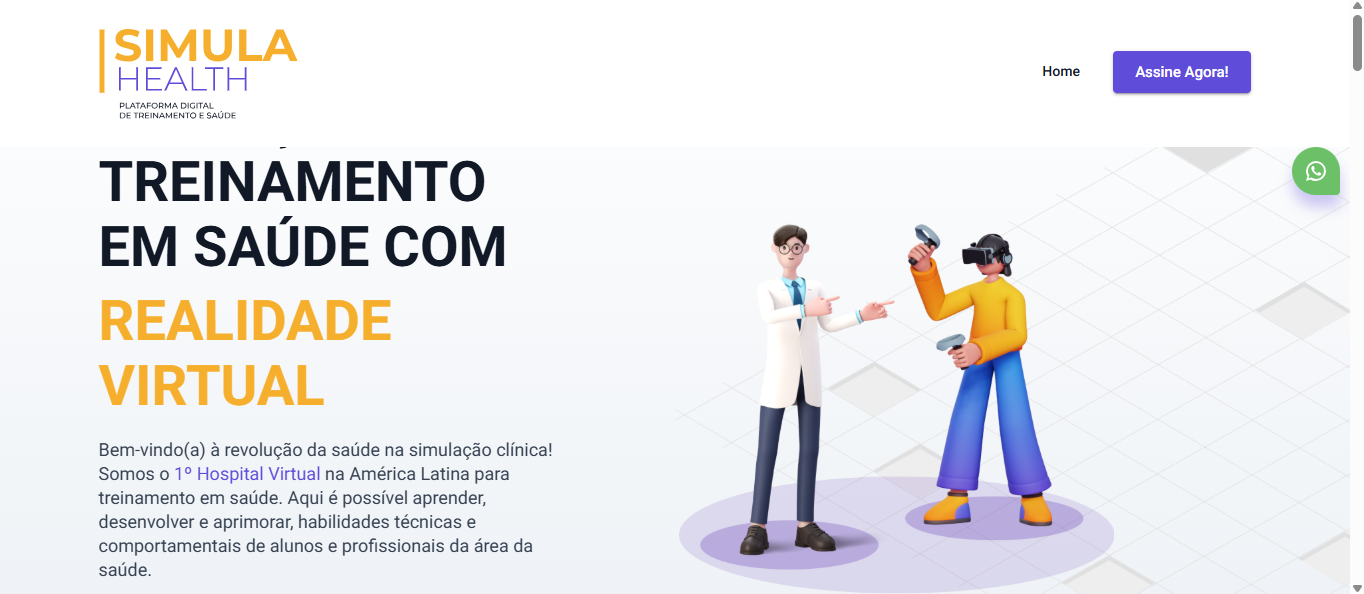 SIMULA
HEALTH
PLATAFORMA DIGITAL
DE TREINAMENTO E SAÚDE
Home
Assine Agora!
TREINAMENTO
EM SAÚDE COM
REALIDADE
VIRTUAL
Bem-vindo(a) à revolução da saúde na simulação clínica!
Somos o 1º Hospital Virtual na América Latina para
treinamento em saúde. Aqui é possível aprender,
desenvolver e aprimorar, habilidades técnicas e
comportamentais de alunos e profissionais da área da
saúde.